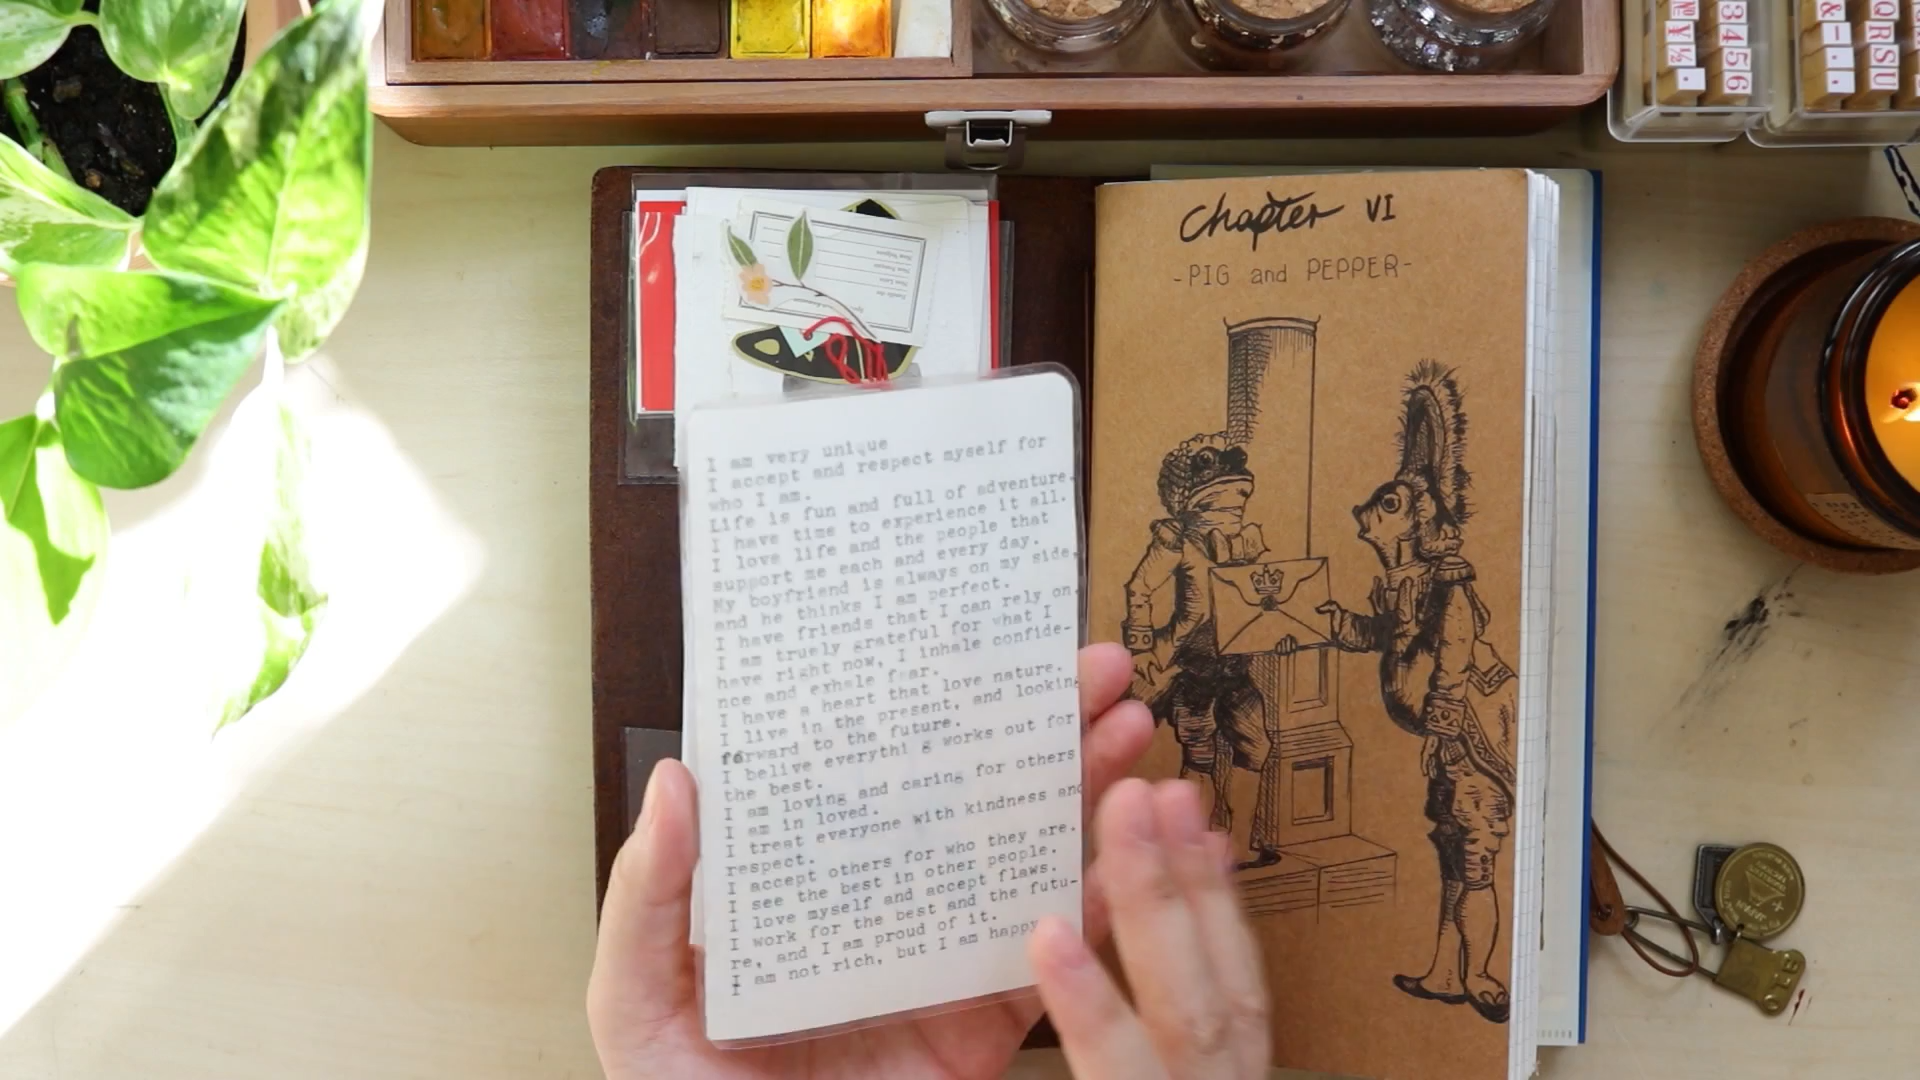 Chapter VI
-PIG and PEPPER-
I am very unique
I accept and respect myself for
who I am.
Life is fun and full of adventure.
I have time to experience it all.
I love life and the people that
support me each and every day.
My boyfriend is always on my side,
and he thinks I am perfect.
I have friends that I can rely on.
I am truely grateful for what I
have right now, I inhale confide-
nce and exhale fear.
I have a heart that love nature.
I live in the present, and looking
forward to the future.
I belive everythi g works out for
the best.
I am loving and caring for others
I am in loved.
I treat everyone with kindness and
respect.
I accept others for who they are.
I see the best in other people.
I love myself and accept flaws.
I work for the best and the futu-
re, and I am proud of it.
I am not rich, but I am happy
I
3
4
5
6
&
Q
R
S
U
JAPAN